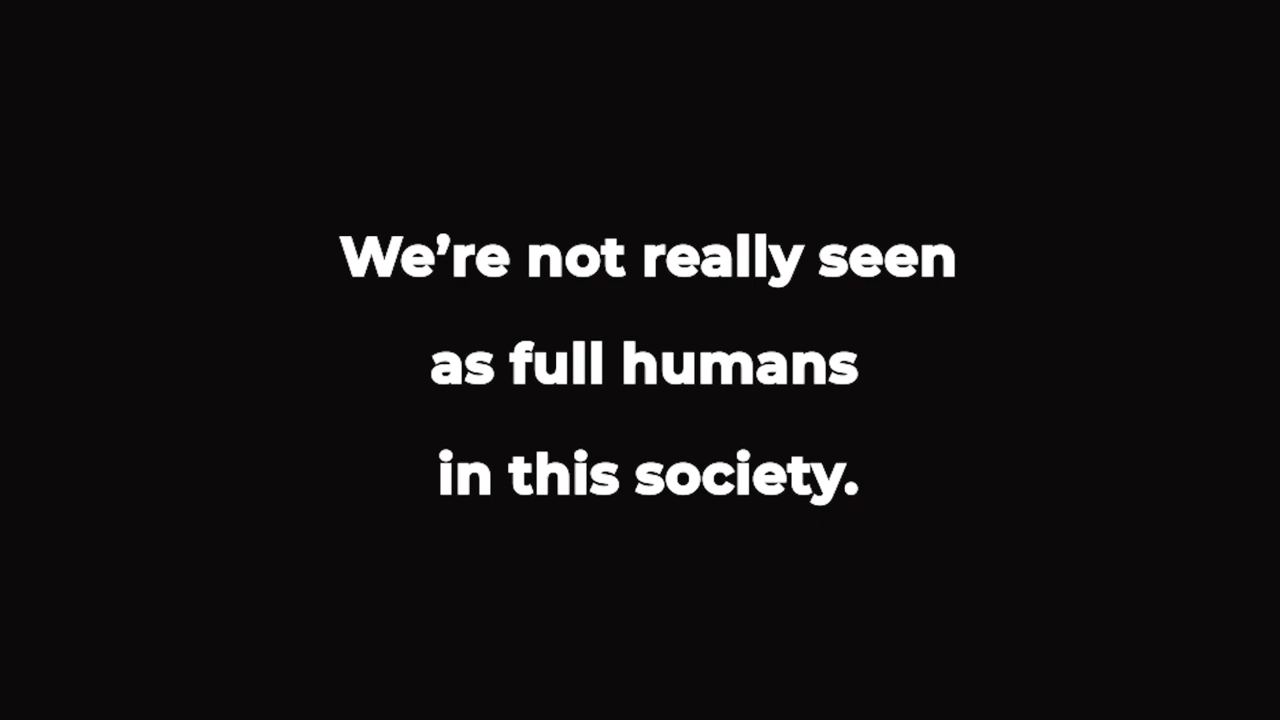 We’re not really seen
as full humans
in this society.